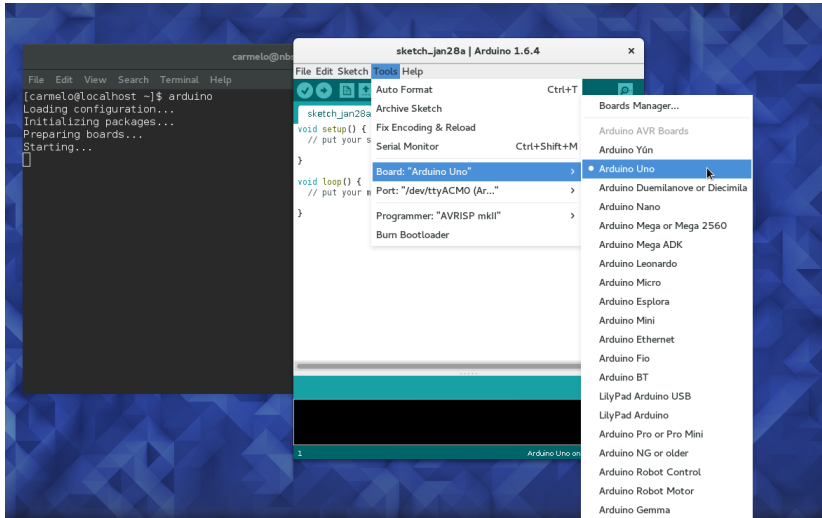 carmelo@nbs
File Edit View Search Terminal Help
[carmelo@localhost ~]$ arduino
Loading configuration...
Initializing packages...
Preparing boards...
Starting...
sketch_jan28a | Arduino 1.6.4
File Edit Sketch Tools Help
sketch_jan28a
void setup() {
// put your s
}
void loop() {
// put your m
}
1
Arduino Uno on
Auto Format Ctrl+T
Archive Sketch
Fix Encoding & Reload
Serial Monitor Ctrl+Shift+M
Board: "Arduino Uno"
Port: "/dev/ttyACM0 (Ar..."
Programmer: "AVRISP mkII"
Burn Bootloader
Boards Manager...
Arduino AVR Boards
Arduino Yún
Arduino Uno
Arduino Duemilanove or Diecimila
Arduino Nano
Arduino Mega or Mega 2560
Arduino Mega ADK
Arduino Leonardo
Arduino Micro
Arduino Esplora
Arduino Mini
Arduino Ethernet
Arduino Fio
Arduino BT
LilyPad Arduino USB
LilyPad Arduino
Arduino Pro or Pro Mini
Arduino NG or older
Arduino Robot Control
Arduino Robot Motor
Arduino Gemma